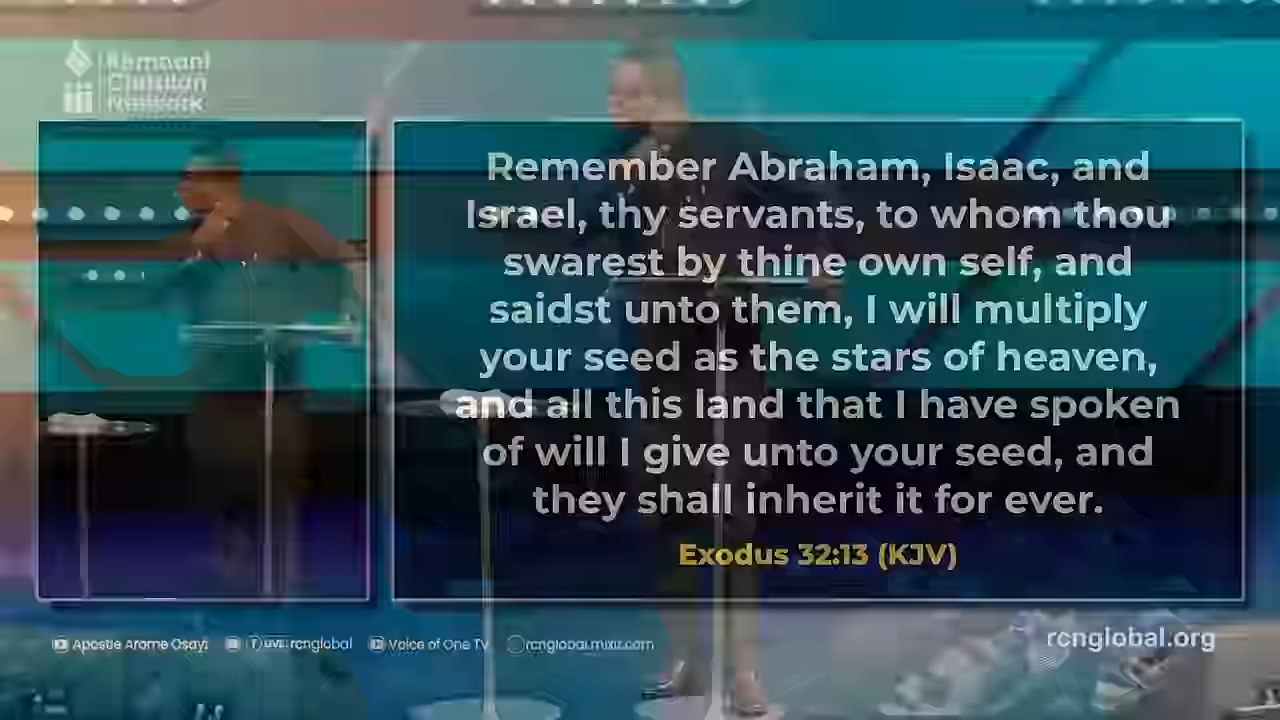 Remnant
Christian
Network
Remember Abraham, Isaac, and
Israel, thy servants, to whom thou
swarest by thine own self, and
saidst unto them, I will multiply
your seed as the stars of heaven,
and all this land that I have spoken
of will I give unto your seed, and
they shall inherit it for ever.
Exodus 32:13 (KJV)
Apostle Arome Osayi
LIVE: rcnglobal
Voice of One TV
rcnglobal.mixlr.com
rcnglobal.org